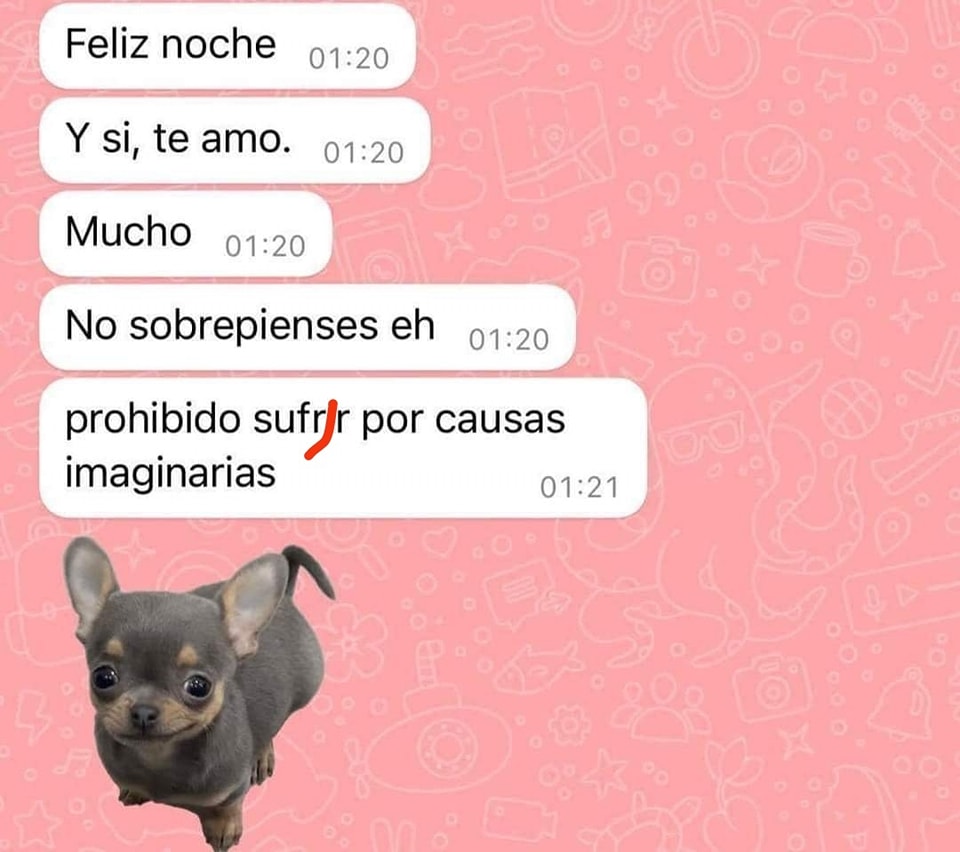 Feliz noche 01:20
Y si, te amo. 01:20
Mucho 01:20
No sobrepienses eh 01:20
prohibido sufrir por causas
imaginarias 01:21